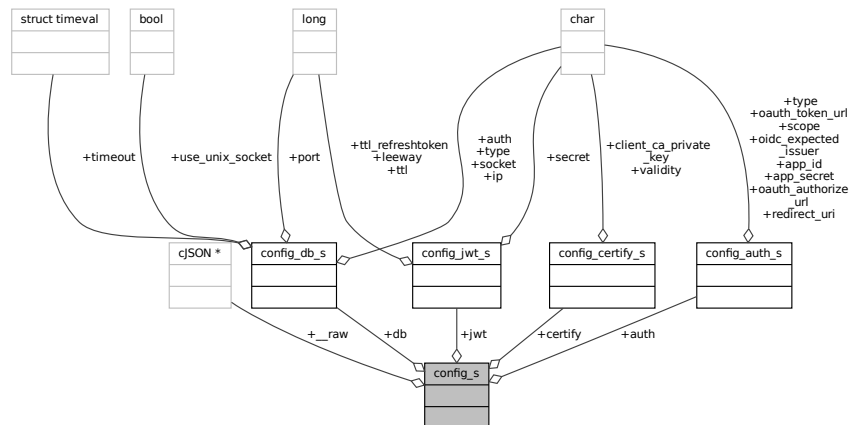 struct timeval
bool
long
char
+timeout
+use_unix_socket
+port
+ttl_refreshtoken
+leeway
+ttl
+auth
+type
+socket
+ip
+secret
+client_ca_private
_key
+validity
+type
+oauth_token_url
+scope
+oidc_expected
_issuer
+app_id
+app_secret
+oauth_authorize
_url
+redirect_uri
cJSON *
config_db_s
config_jwt_s
config_certify_s
config_auth_s
+__raw
+db
+jwt
+certify
+auth
config_s